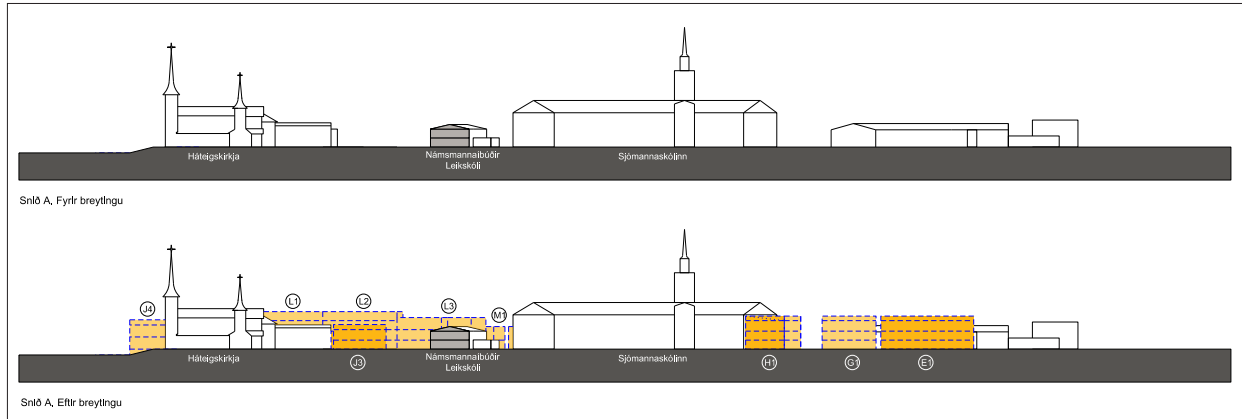 Háteigskirkja
Námsmannaíbúðir
Leikskóli
Sjómannaskólinn
Snið A, Fyrir breytingu
J4
L1
L2
L3
M1
Háteigskirkja
J3
Námsmannaíbúðir
Leikskóli
Sjómannaskólinn
H1
G1
E1
Snið A, Eftir breytingu